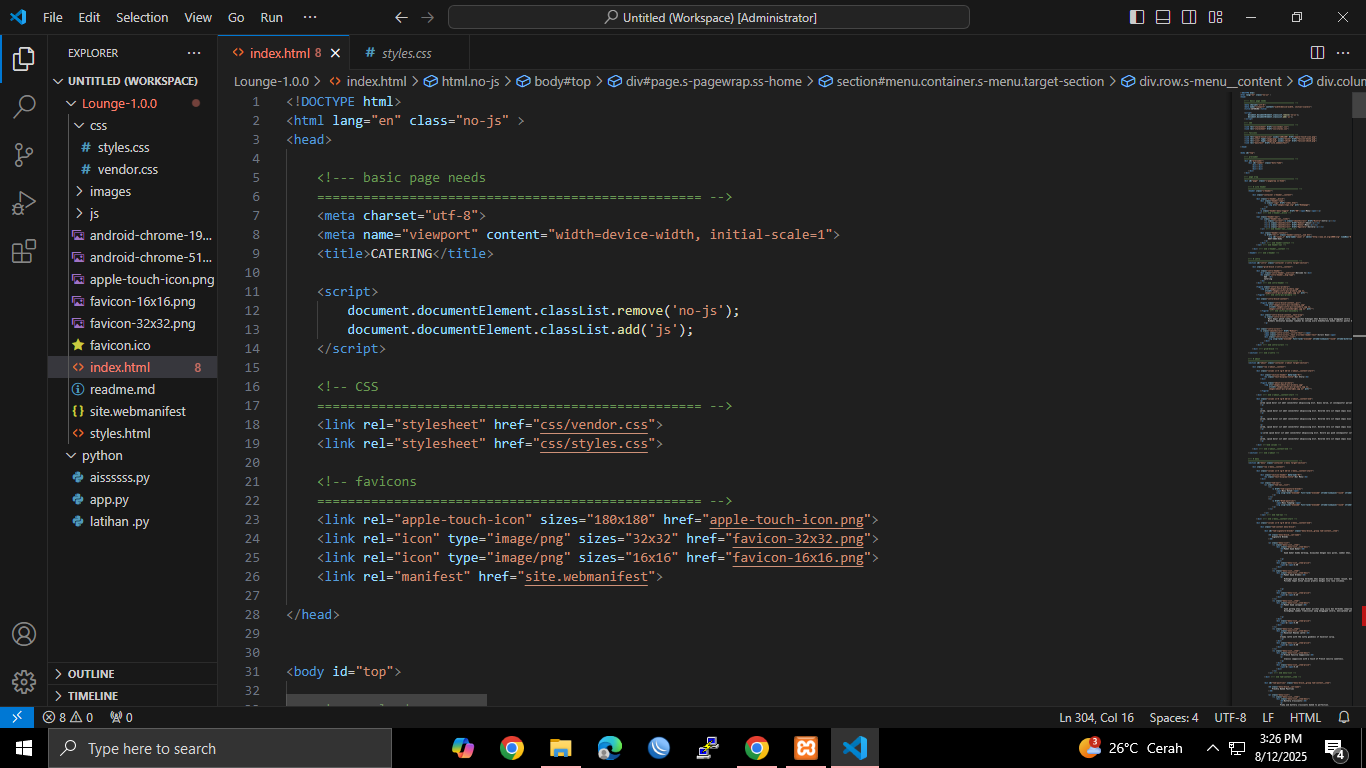 File Edit Selection View Go Run ···
Untitled (Workspace) [Administrator]
EXPLORER ···
UNTITLED (WORKSPACE)
Lounge-1.0.0
css
# styles.css
# vendor.css
images
js
android-chrome-19...
android-chrome-51...
apple-touch-icon.png
favicon-16x16.png
favicon-32x32.png
favicon.ico
<> index.html 8
readme.md
{} site.webmanifest
<> styles.html
python
aissssss.py
app.py
latihan .py
OUTLINE
TIMELINE
<> index.html 8 ×
# styles.css
Lounge-1.0.0 > <> index.html > html.no-js > body#top > div#page.s-pagewrap.ss-home > section#menu.container.s-menu.target-section > div.row.s-menu__content > div.colum
1 <!DOCTYPE html>
2 <html lang="en" class="no-js" >
3 <head>
4
5 <!--- basic page needs
6 ================================================== -->
7 <meta charset="utf-8">
8 <meta name="viewport" content="width=device-width, initial-scale=1">
9 <title>CATERING</title>
10
11 <script>
12 document.documentElement.classList.remove('no-js');
13 document.documentElement.classList.add('js');
14 </script>
15
16 <!-- CSS
17 ================================================== -->
18 <link rel="stylesheet" href="css/vendor.css">
19 <link rel="stylesheet" href="css/styles.css">
20
21 <!-- favicons
22 ================================================== -->
23 <link rel="apple-touch-icon" sizes="180x180" href="apple-touch-icon.png">
24 <link rel="icon" type="image/png" sizes="32x32" href="favicon-32x32.png">
25 <link rel="icon" type="image/png" sizes="16x16" href="favicon-16x16.png">
26 <link rel="manifest" href="site.webmanifest">
27
28 </head>
29
30
31 <body id="top">
32
8 0 0
Ln 304, Col 16 Spaces: 4 UTF-8 LF HTML
Type here to search
3
26°C Cerah
3:26 PM
8/12/2025
4